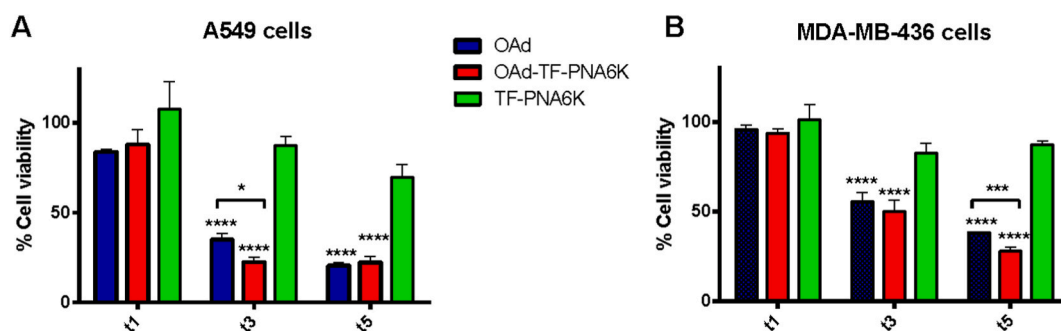 A
A549 cells
% Cell viability
100
50
0
****
*
****
****
****
t1
t3
t5
OAd
OAd-TF-PNA6K
TF-PNA6K
B
MDA-MB-436 cells
% Cell viability
100
50
0
****
****
***
****
****
t1
t3
t5